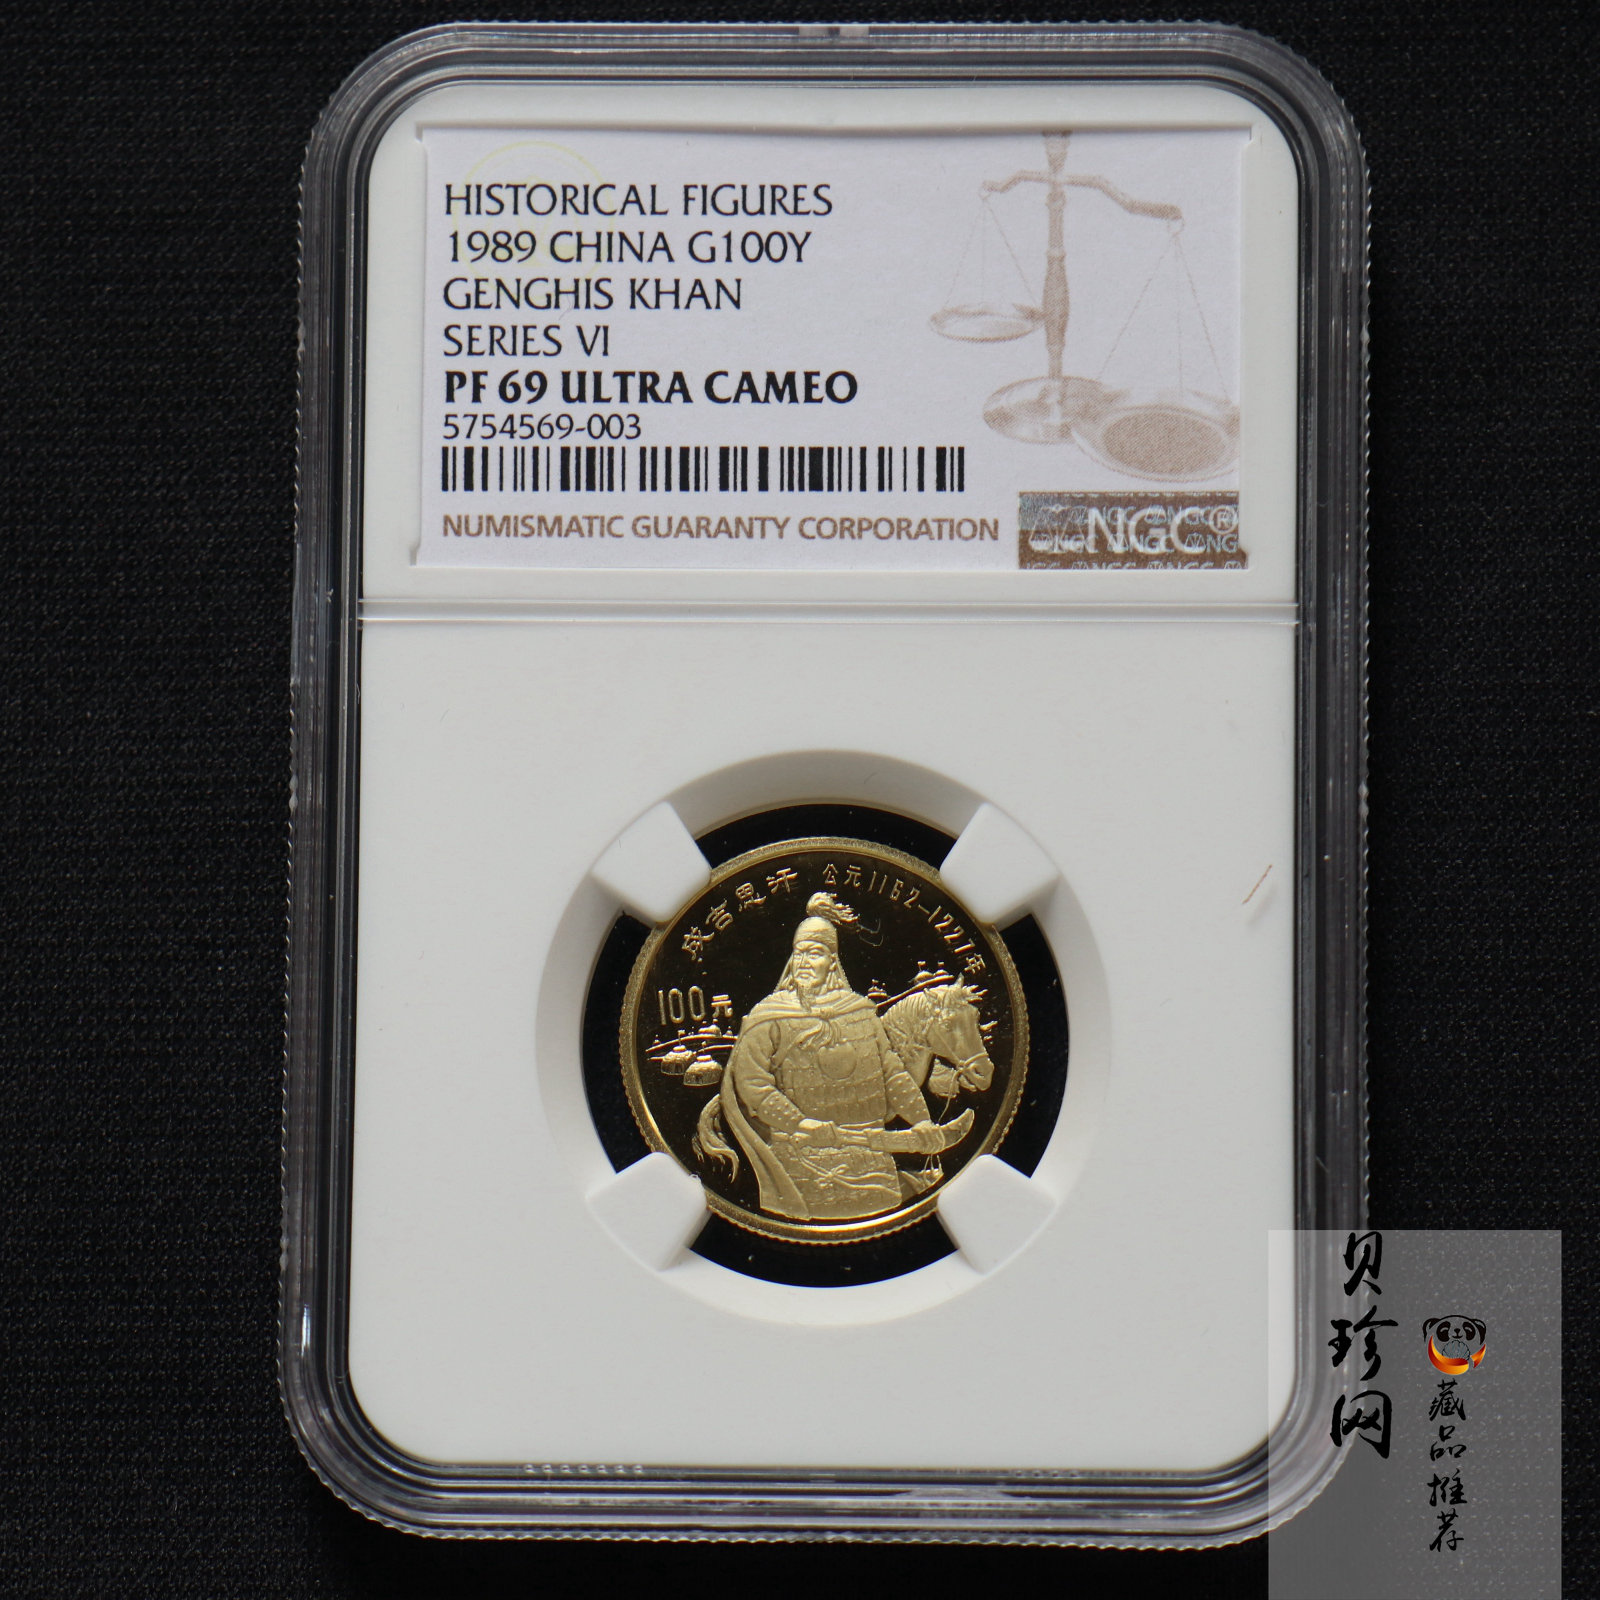 HISTORICAL FIGURES
1989 CHINA G100Y
GENGHIS KHAN
SERIES VI
PF 69 ULTRA CAMEO
5754569-003
NUMISMATIC GUARANTY CORPORATION
NGC®
成吉思汗 公元1162-1227年
100元
贝珍网
藏品推荐